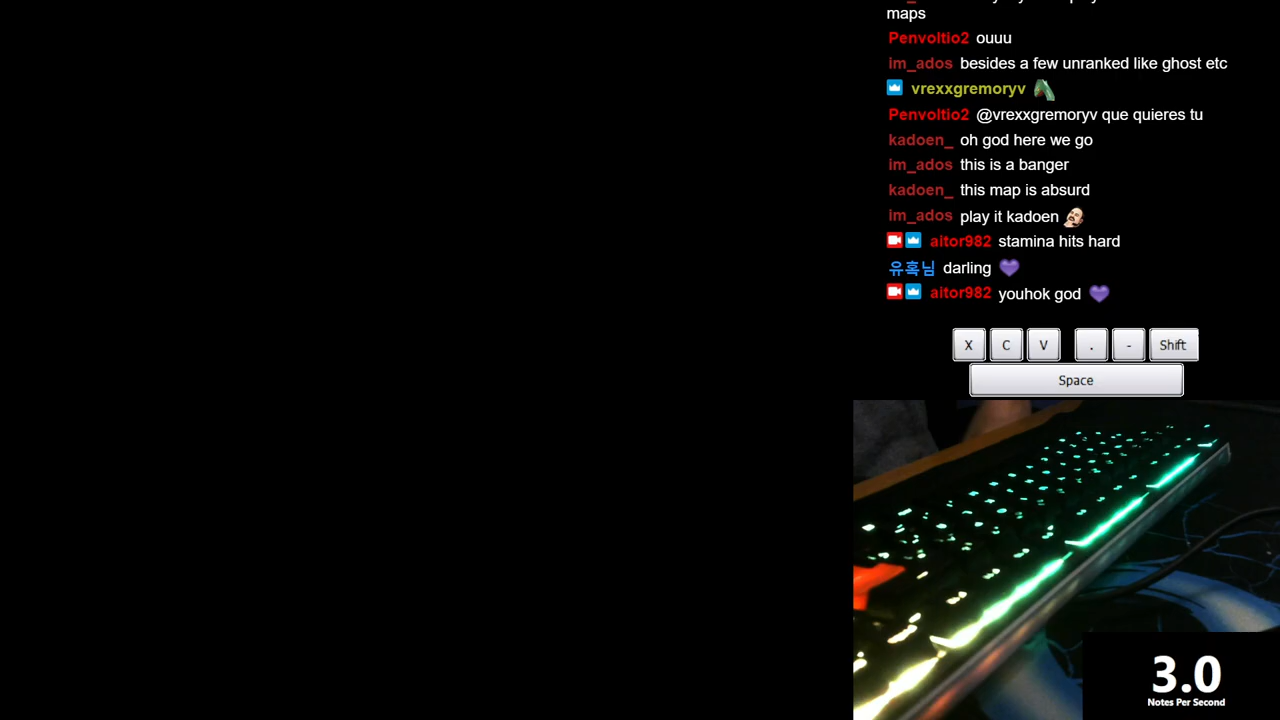 maps
Penvoltio2 ouuu
im_ados besides a few unranked like ghost etc
vrexxgremoryv
Penvoltio2 @vrexxgremoryv que quieres tu
kadoen_ oh god here we go
im_ados this is a banger
kadoen_ this map is absurd
im_ados play it kadoen
aitor982 stamina hits hard
유혹님 darling
aitor982 youhok god
X C V . - Shift
Space
3.0
Notes Per Second